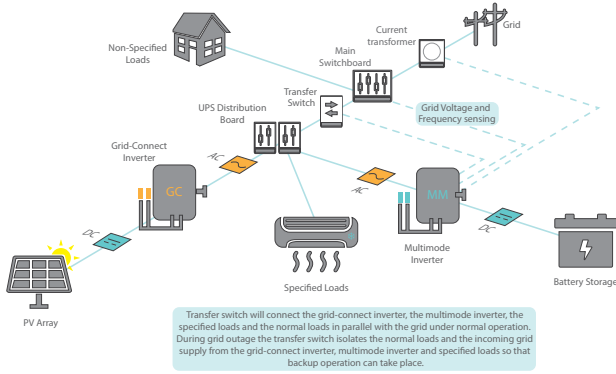 Current
transformer
Grid
Non-Specified
Loads
Main
Switchboard
Transfer
Switch
UPS Distribution
Board
Grid Voltage and
Frequency sensing
Grid-Connect
Inverter
AC
GC
AC
MM
DC
DC
Multimode
Inverter
Specified Loads
Battery Storage
PV Array
Transfer switch will connect the grid-connect inverter, the multimode inverter, the
specified loads and the normal loads in parallel with the grid under normal operation.
During grid outage the transfer switch isolates the normal loads and the incoming grid
supply from the grid-connect inverter, multimode inverter and specified loads so that
backup operation can take place.